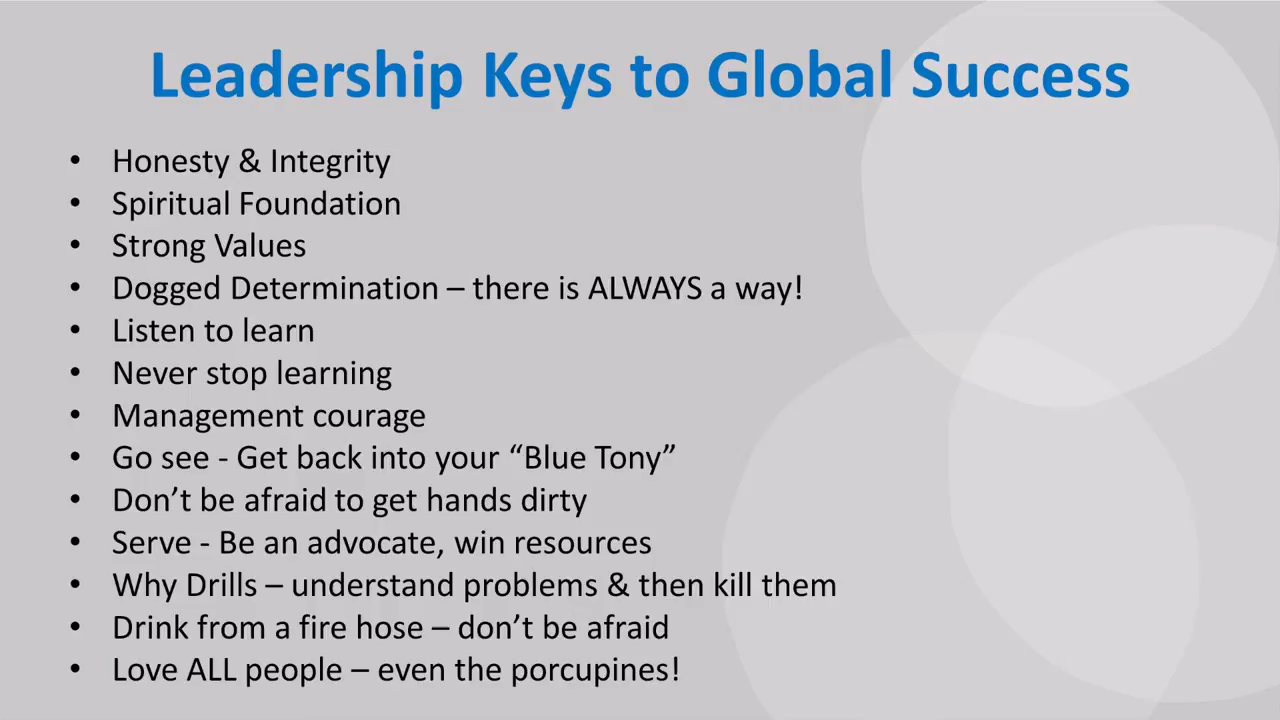 Leadership Keys to Global Success
• Honesty & Integrity
• Spiritual Foundation
• Strong Values
• Dogged Determination – there is ALWAYS a way!
• Listen to learn
• Never stop learning
• Management courage
• Go see - Get back into your “Blue Tony”
• Don’t be afraid to get hands dirty
• Serve - Be an advocate, win resources
• Why Drills – understand problems & then kill them
• Drink from a fire hose – don’t be afraid
• Love ALL people – even the porcupines!